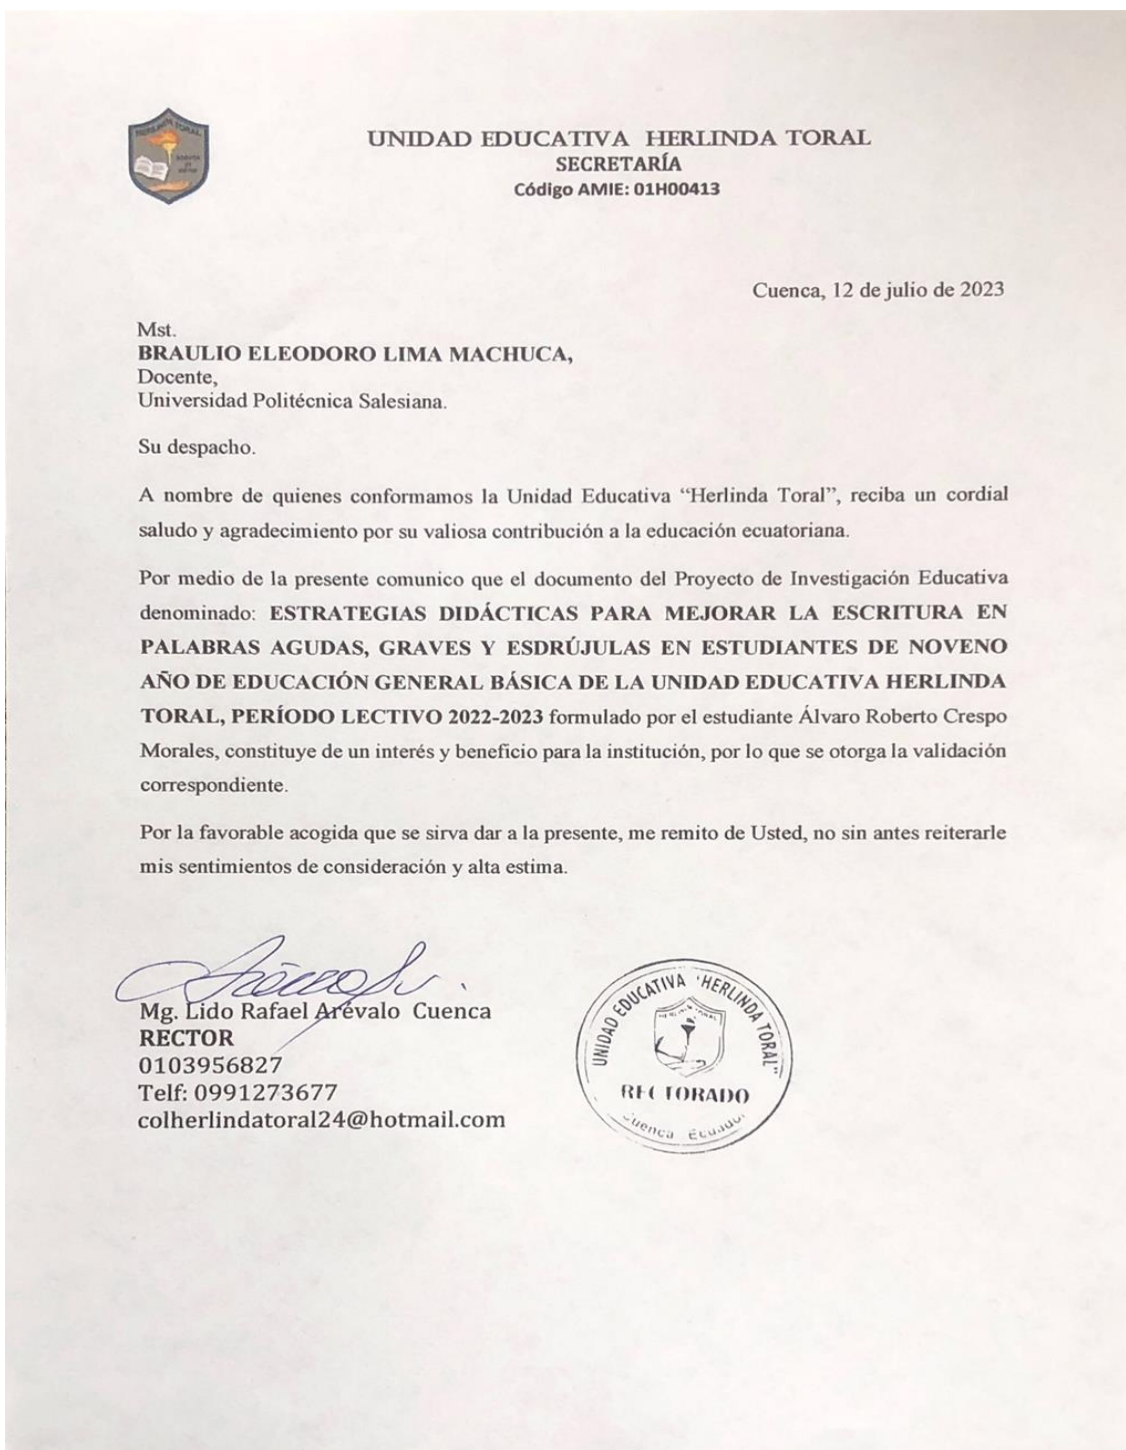 HERLINDA TORAL
UNIDAD EDUCATIVA HERLINDA TORAL
SECRETARÍA
Código AMIE: 01H00413
Cuenca, 12 de julio de 2023
Mst.
BRAULIO ELEODORO LIMA MACHUCA,
Docente,
Universidad Politécnica Salesiana.
Su despacho.
A nombre de quienes conformamos la Unidad Educativa “Herlinda Toral”, reciba un cordial
saludo y agradecimiento por su valiosa contribución a la educación ecuatoriana.
Por medio de la presente comunico que el documento del Proyecto de Investigación Educativa
denominado: ESTRATEGIAS DIDÁCTICAS PARA MEJORAR LA ESCRITURA EN
PALABRAS AGUDAS, GRAVES Y ESDRÚJULAS EN ESTUDIANTES DE NOVENO
AÑO DE EDUCACIÓN GENERAL BÁSICA DE LA UNIDAD EDUCATIVA HERLINDA
TORAL, PERÍODO LECTIVO 2022-2023 formulado por el estudiante Álvaro Roberto Crespo
Morales, constituye de un interés y beneficio para la institución, por lo que se otorga la validación
correspondiente.
Por la favorable acogida que se sirva dar a la presente, me remito de Usted, no sin antes reiterarle
mis sentimientos de consideración y alta estima.
Mg. Lido Rafael Arévalo Cuenca
RECTOR
0103956827
Telf: 0991273677
colherlindatoral24@hotmail.com
UNIDAD EDUCATIVA "HERLINDA TORAL"
RECTORADO
Cuenca Ecuador